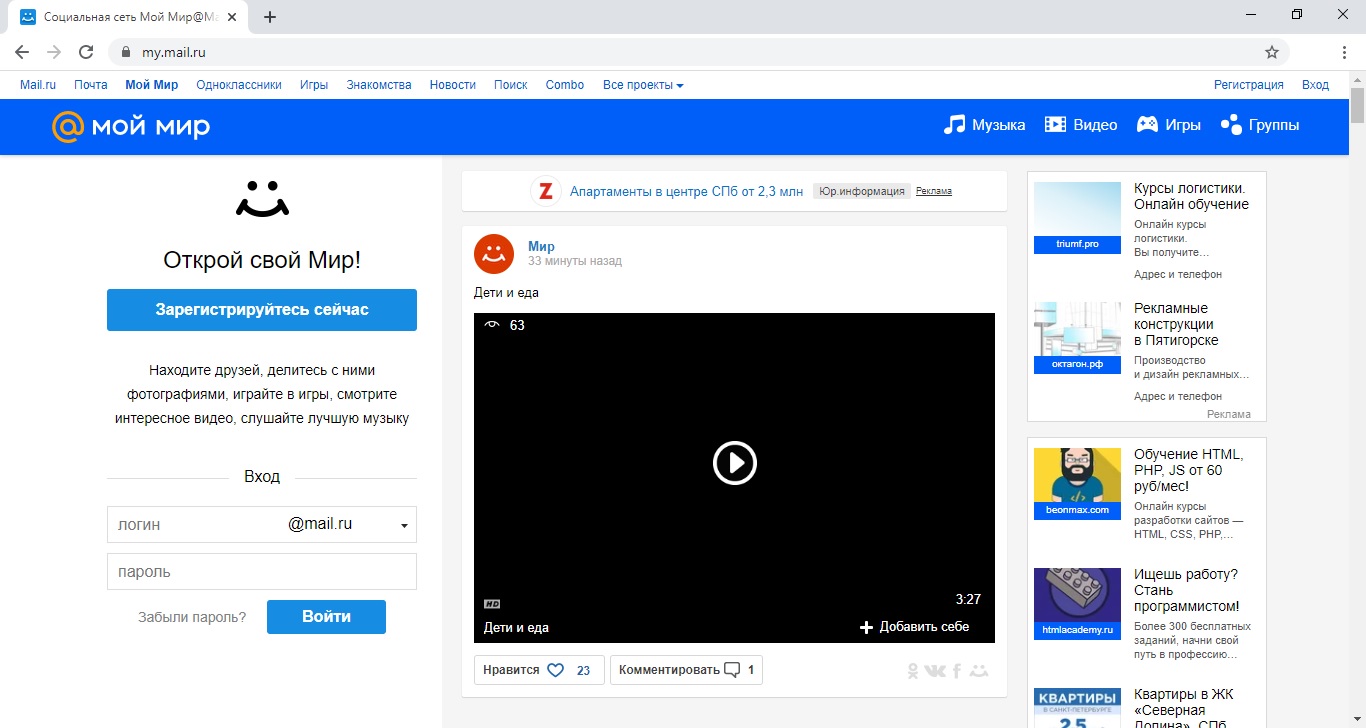 Социальная сеть Мой Мир@Ma
my.mail.ru
Mail.ru Почта Мой Мир Одноклассники Игры Знакомства Новости Поиск Combo Все проекты Регистрация Вход
@мой мир Музыка Видео Игры Группы
Открой свой Мир!
Зарегистрируйтесь сейчас
Находите друзей, делитесь с ними
фотографиями, играйте в игры, смотрите
интересное видео, слушайте лучшую музыку
Вход
логин @mail.ru
пароль
Забыли пароль? Войти
Z Апартаменты в центре СПб от 2,3 млн Юр.информация Реклама
Мир
33 минуты назад
Дети и еда
63
HD 3:27
Дети и еда + Добавить себе
Нравится 23 Комментировать 1
Курсы логистики.
Онлайн обучение
triumf.pro
Онлайн курсы
логистики.
Вы получите…
Адрес и телефон
Рекламные
конструкции
в Пятигорске
октагон.рф
Производство
и дизайн рекламных…
Адрес и телефон
Реклама
Обучение HTML,
PHP, JS от 60
руб/мес!
beonmax.com
Онлайн курсы
разработки сайтов —
HTML, CSS, PHP,…
Ищешь работу?
Стань
программистом!
htmlacademy.ru
Более 300 бесплатных
заданий, начни свой
путь в профессию…
КВАРТИРЫ
В САНКТ-ПЕТЕРБУРГЕ
2,5
Квартиры в ЖК
«Северная
Долина». СПб